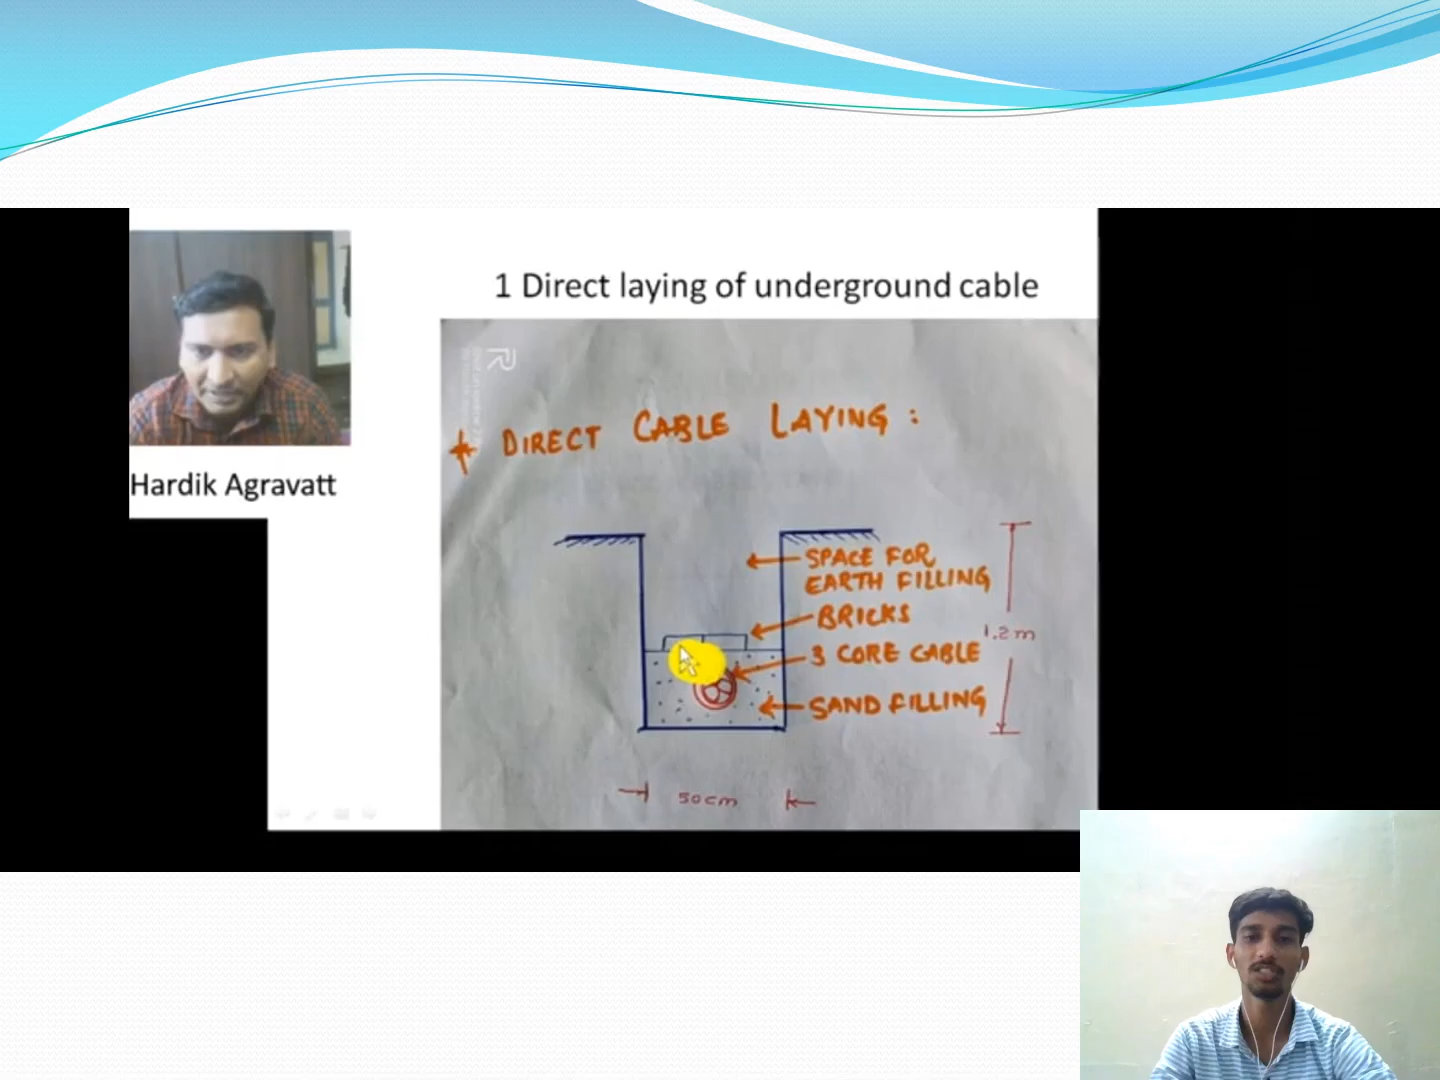 1 Direct laying of underground cable
Hardik Agravatt
DIRECT CABLE LAYING :
SPACE FOR
EARTH FILLING
BRICKS
1.2m
3 CORE CABLE
SAND FILLING
50cm